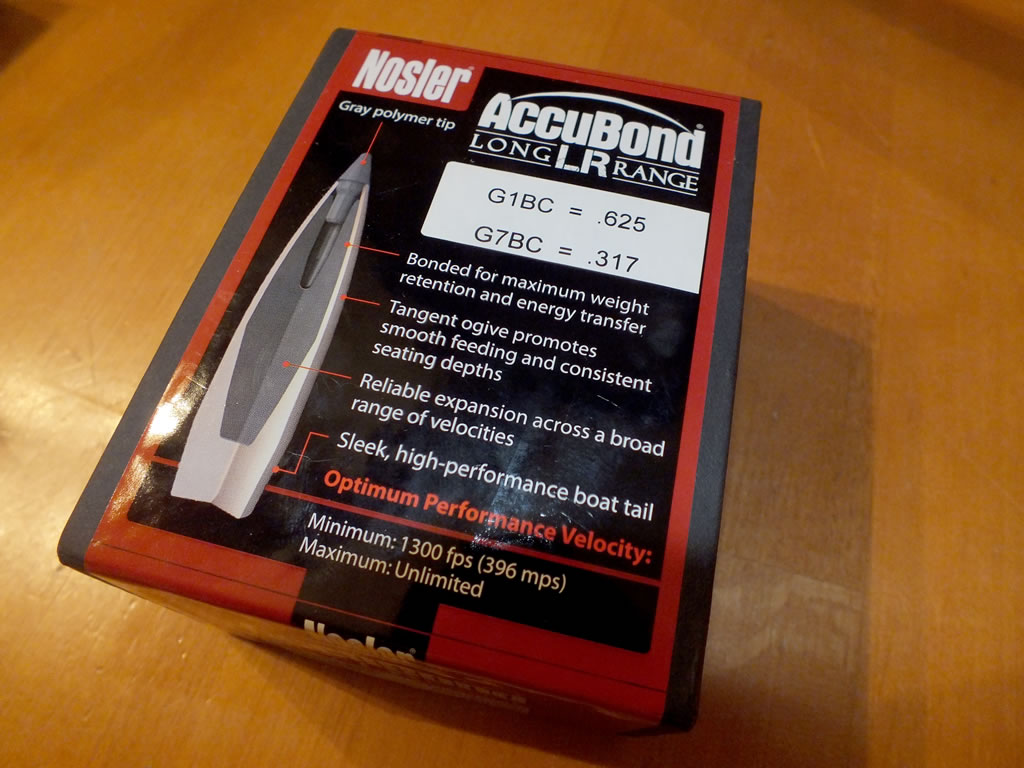 Nosler®
Gray polymer tip
AccuBond®
LONG LR RANGE
G1BC = .625
G7BC = .317
Bonded for maximum weight
retention and energy transfer
Tangent ogive promotes
smooth feeding and consistent
seating depths
Reliable expansion across a broad
range of velocities
Sleek, high-performance boat tail
Optimum Performance Velocity:
Minimum: 1300 fps (396 mps)
Maximum: Unlimited
Nosler®